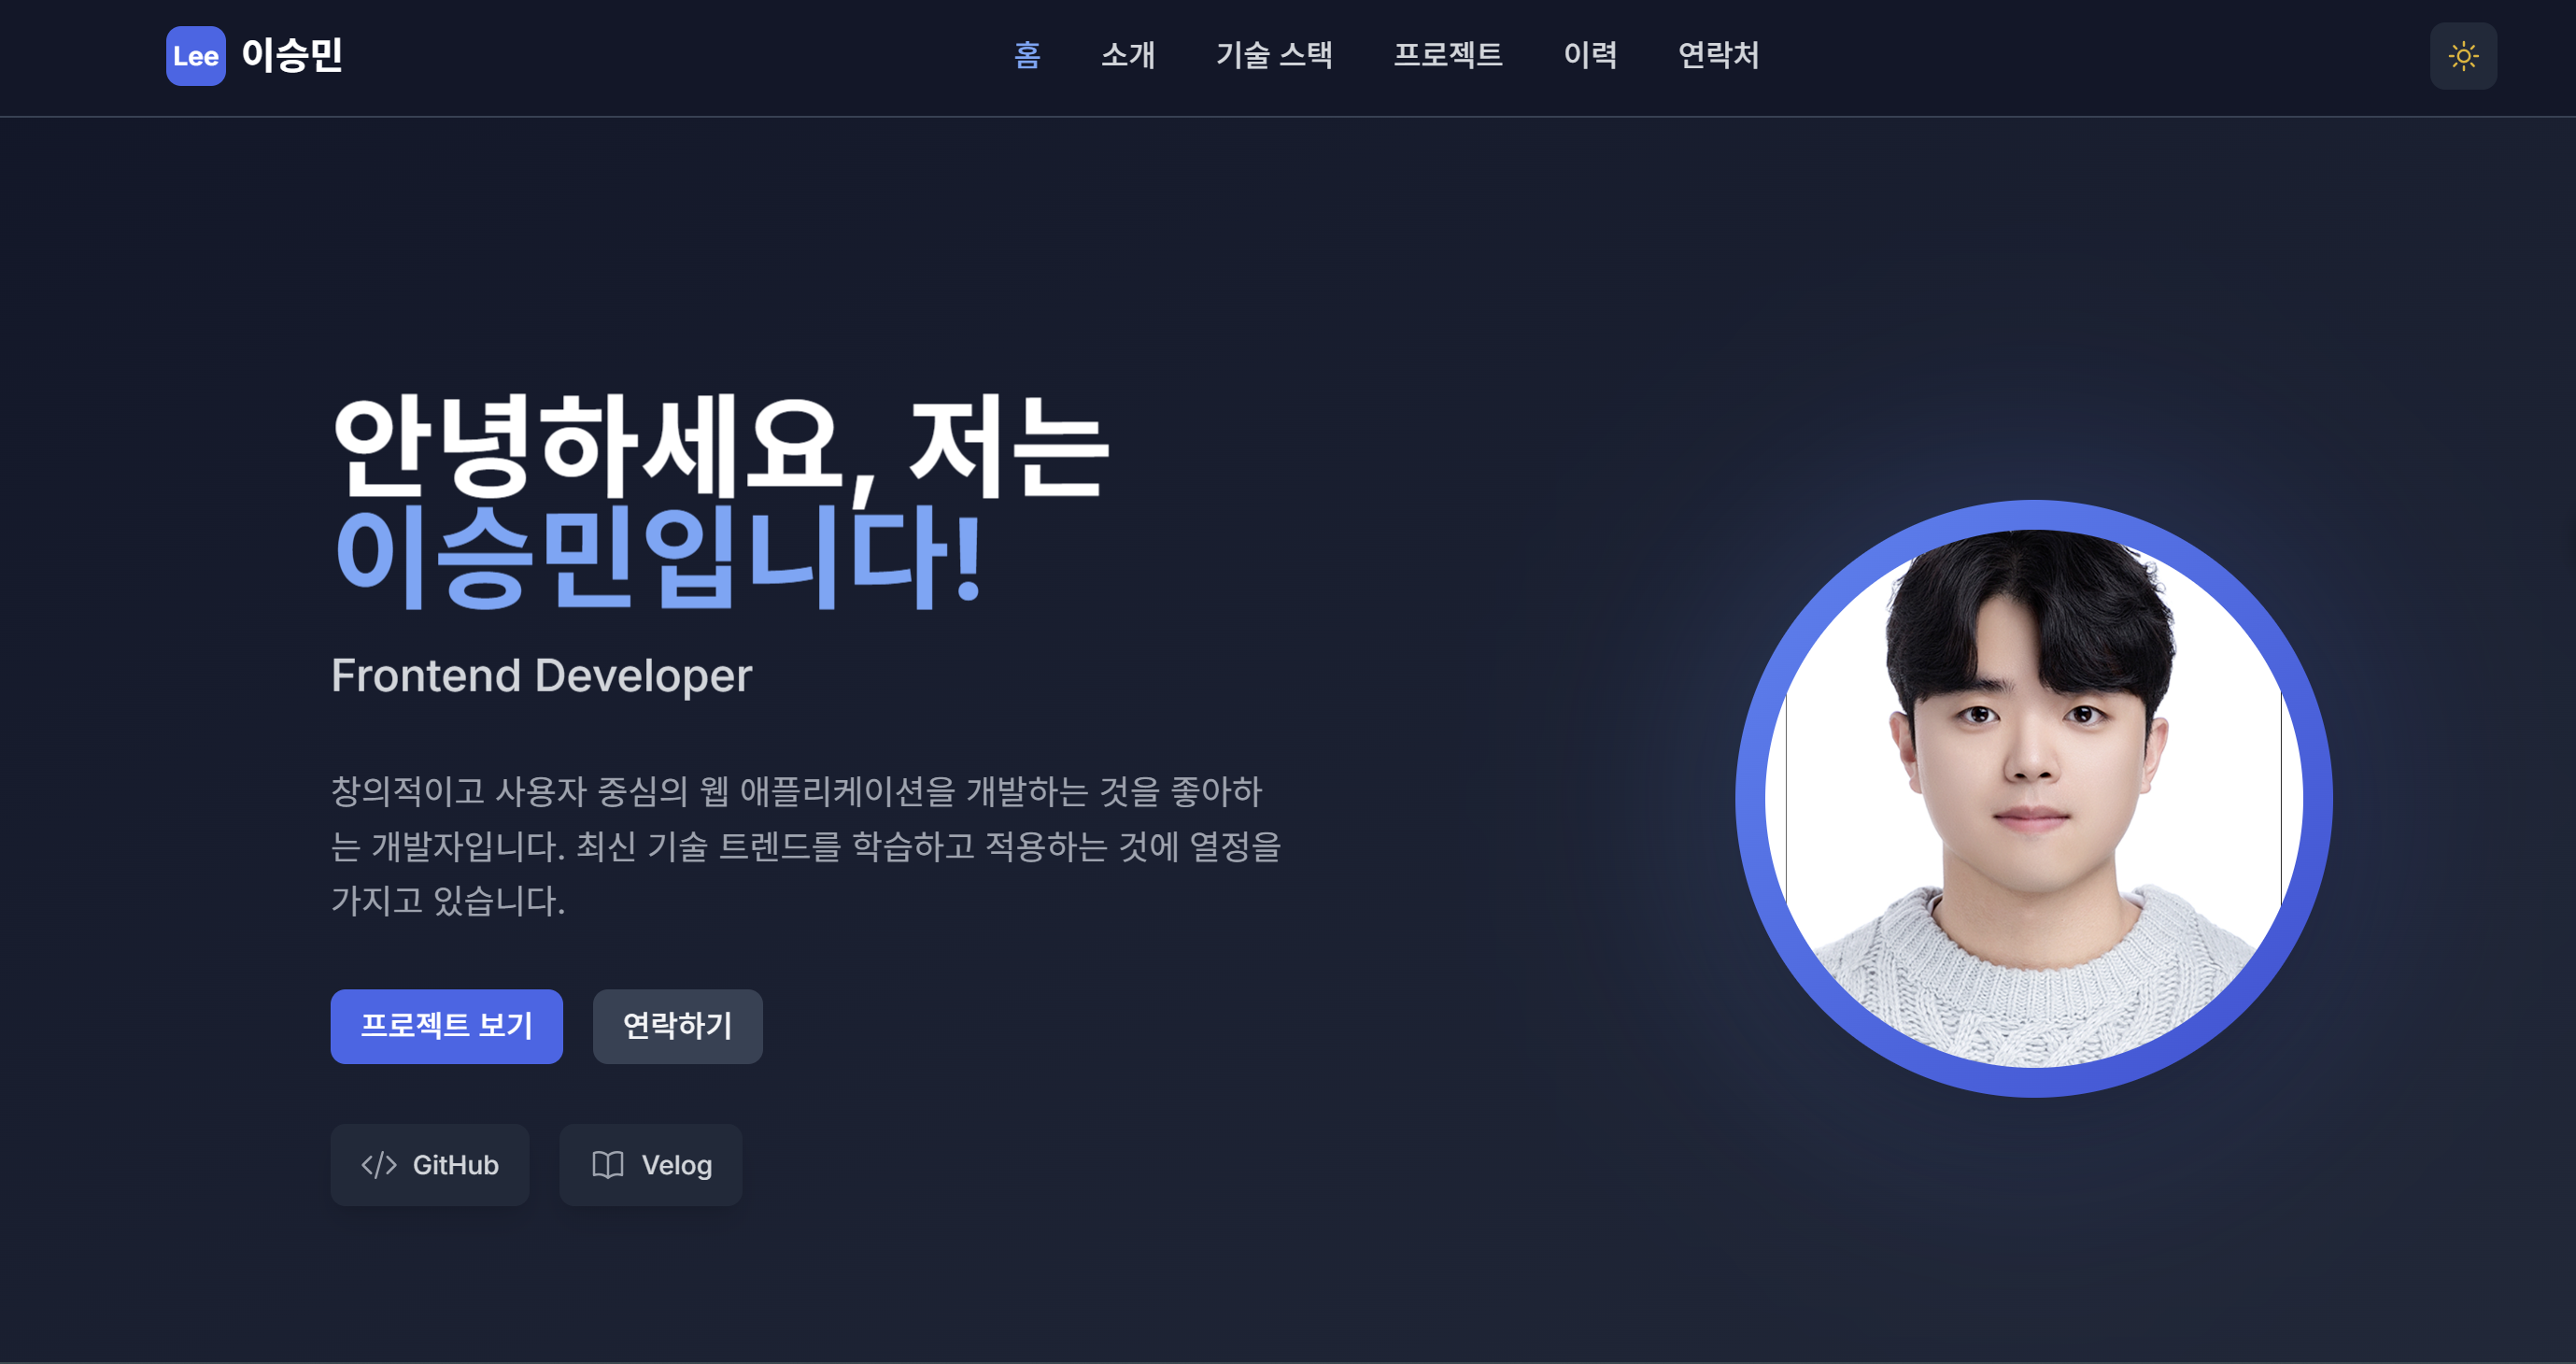 Lee 이승민
홈 소개 기술 스택 프로젝트 이력 연락처
안녕하세요, 저는
이승민입니다!
Frontend Developer
창의적이고 사용자 중심의 웹 애플리케이션을 개발하는 것을 좋아하
는 개발자입니다. 최신 기술 트렌드를 학습하고 적용하는 것에 열정을
가지고 있습니다.
프로젝트 보기 연락하기
GitHub Velog